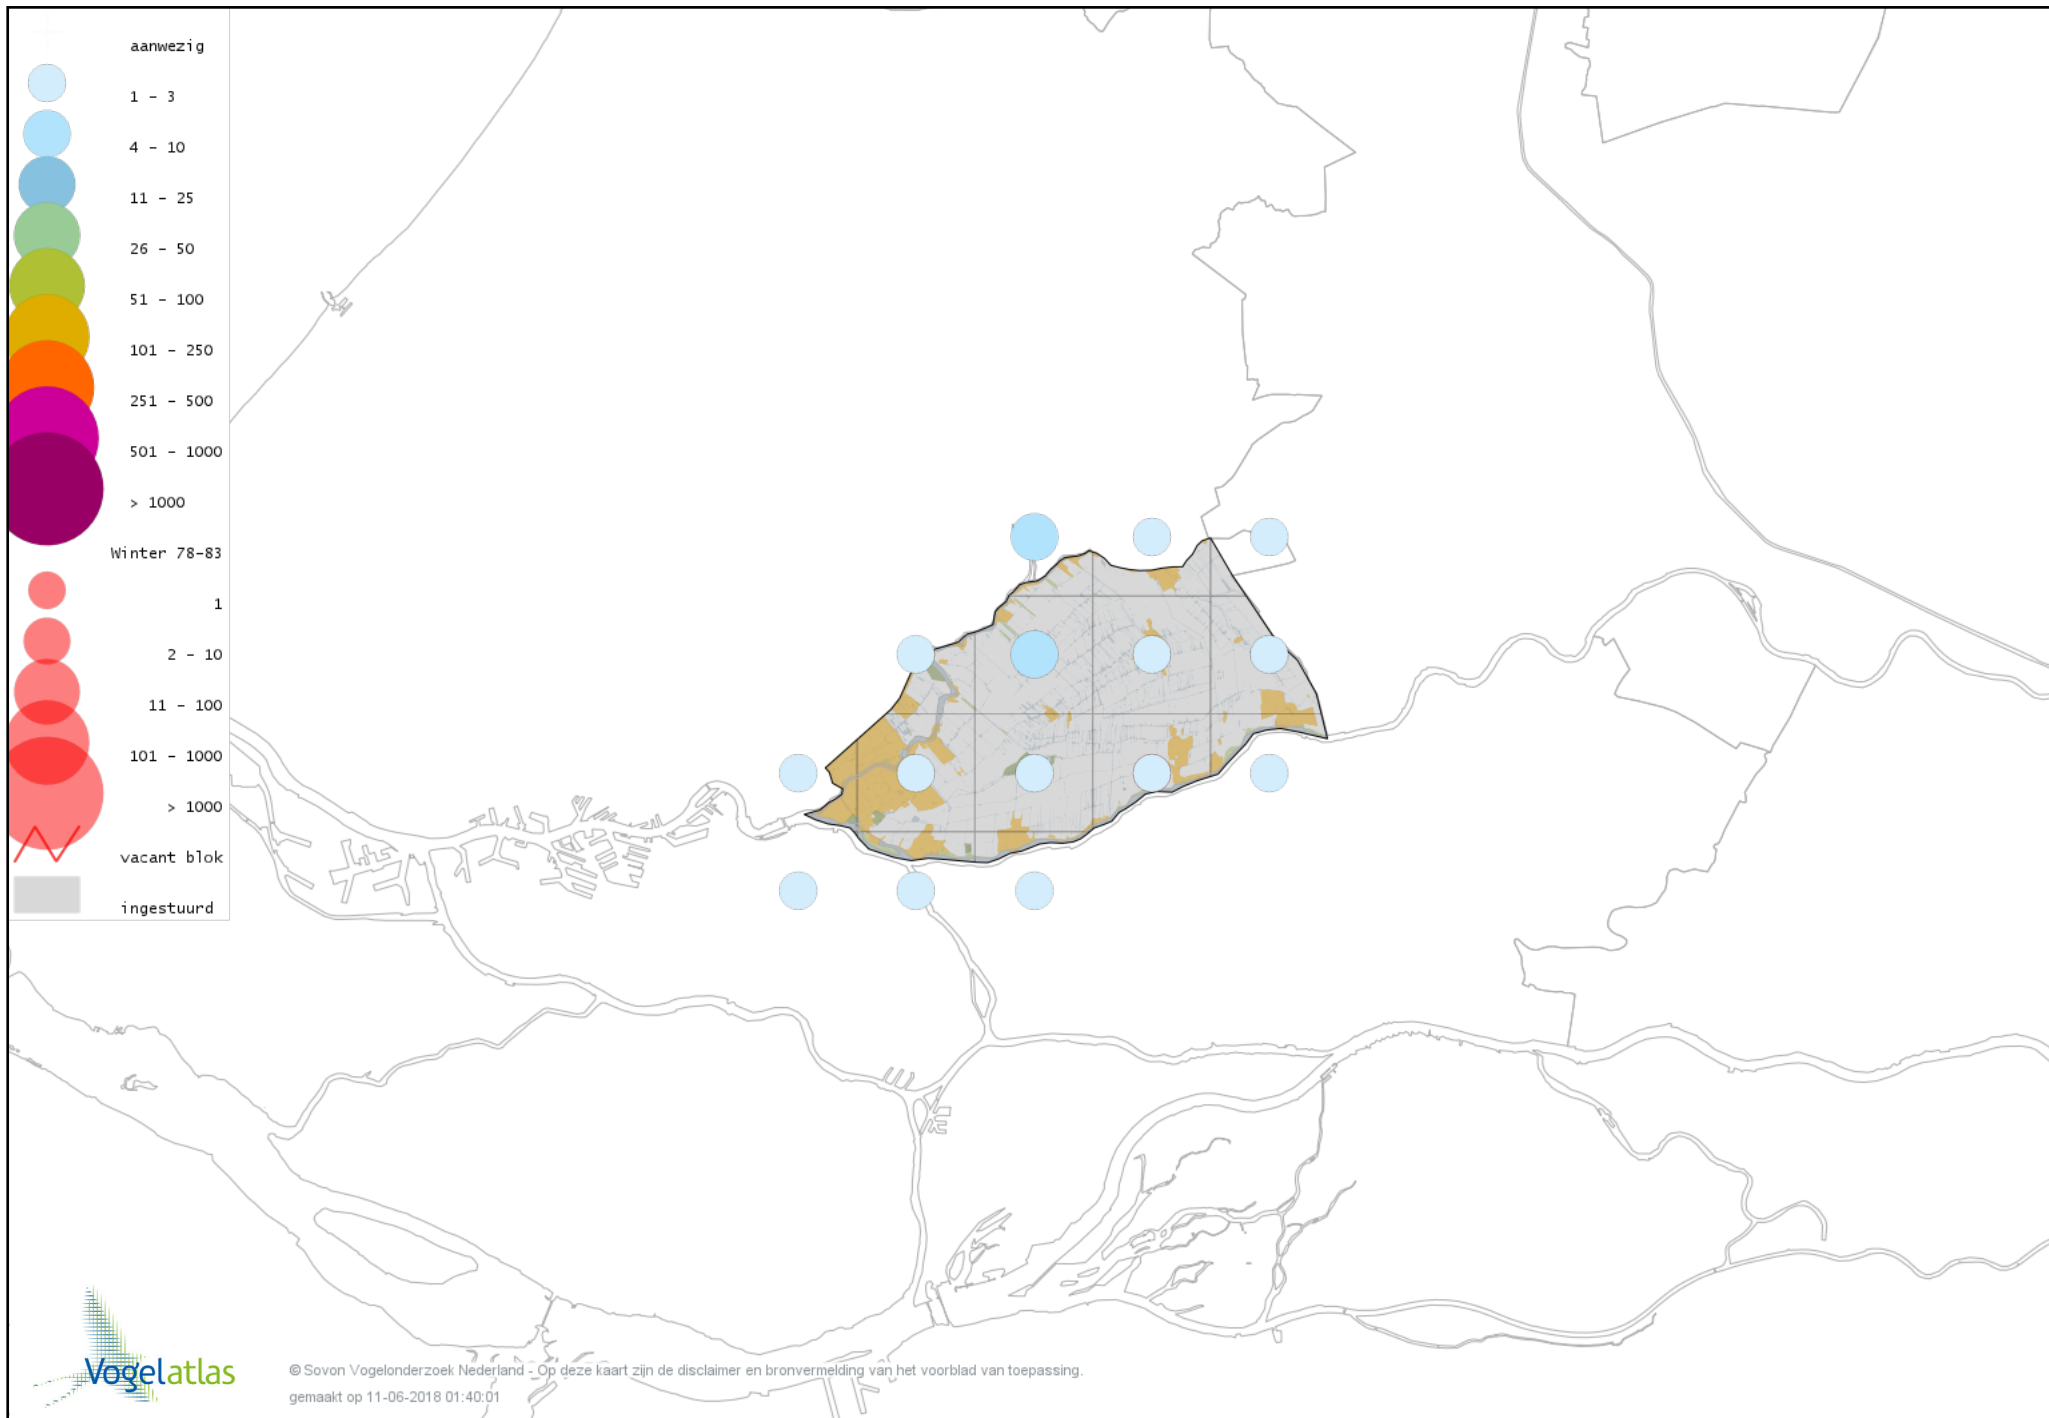 aanwezig
1 - 3
4 - 10
11 - 25
26 - 50
51 - 100
101 - 250
251 - 500
501 - 1000
> 1000
Winter 78-83
1
2 - 10
11 - 100
101 - 1000
> 1000
vacant blok
ingestuurd
Vogelatlas
© Sovon Vogelonderzoek Nederland - Op deze kaart zijn de disclaimer en bronvermelding van het voorblad van toepassing.
gemaakt op 11-06-2018 01:40:01